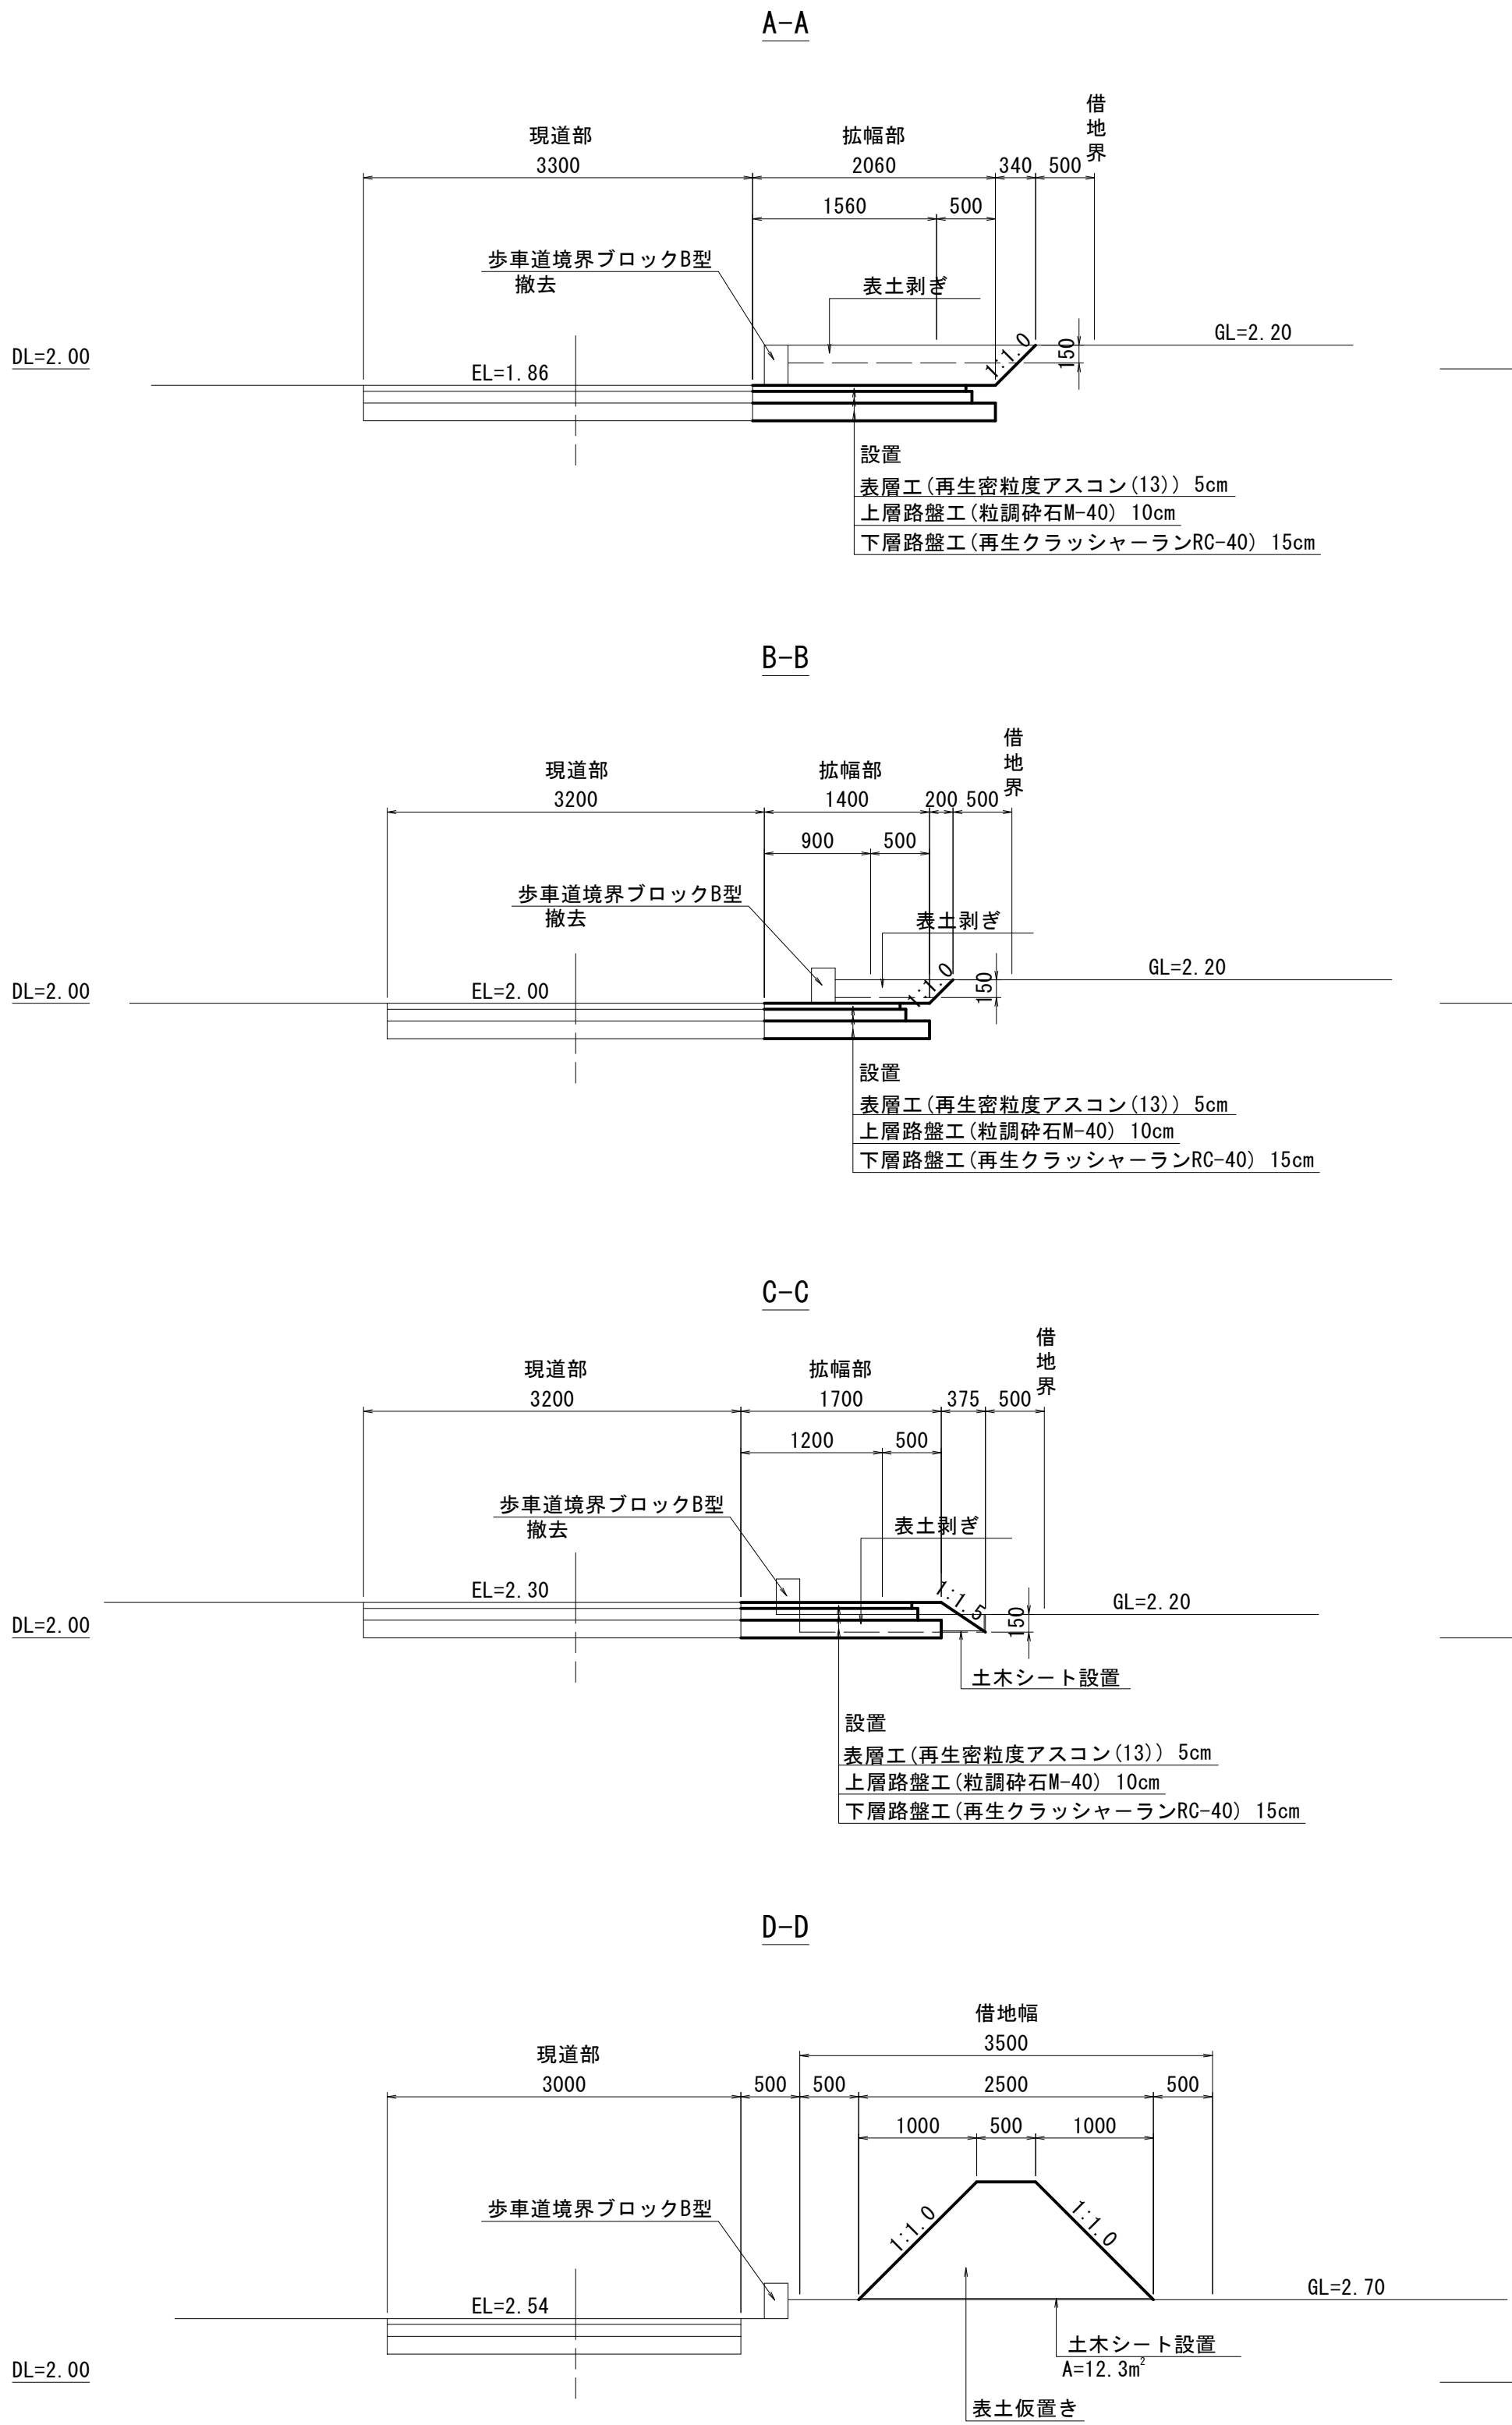 A-A
借地界
現道部
拡幅部
3300
2060
340
500
1560
500
歩車道境界ブロックB型
撤去
表土剥ぎ
DL=2.00
EL=1.86
1:1.0
150
GL=2.20
設置
表層工(再生密粒度アスコン(13)) 5cm
上層路盤工(粒調砕石M-40) 10cm
下層路盤工(再生クラッシャーランRC-40) 15cm
B-B
借地界
現道部
拡幅部
3200
1400
200
500
900
500
歩車道境界ブロックB型
撤去
表土剥ぎ
DL=2.00
EL=2.00
1:1.0
150
GL=2.20
設置
表層工(再生密粒度アスコン(13)) 5cm
上層路盤工(粒調砕石M-40) 10cm
下層路盤工(再生クラッシャーランRC-40) 15cm
C-C
借地界
現道部
拡幅部
3200
1700
375
500
1200
500
歩車道境界ブロックB型
撤去
表土剥ぎ
DL=2.00
EL=2.30
1:1.5
150
GL=2.20
土木シート設置
設置
表層工(再生密粒度アスコン(13)) 5cm
上層路盤工(粒調砕石M-40) 10cm
下層路盤工(再生クラッシャーランRC-40) 15cm
D-D
借地幅
3500
現道部
3000
500
500
2500
500
1000
500
1000
歩車道境界ブロックB型
1:1.0
1:1.0
EL=2.54
GL=2.70
DL=2.00
土木シート設置
A=12.3m²
表土仮置き